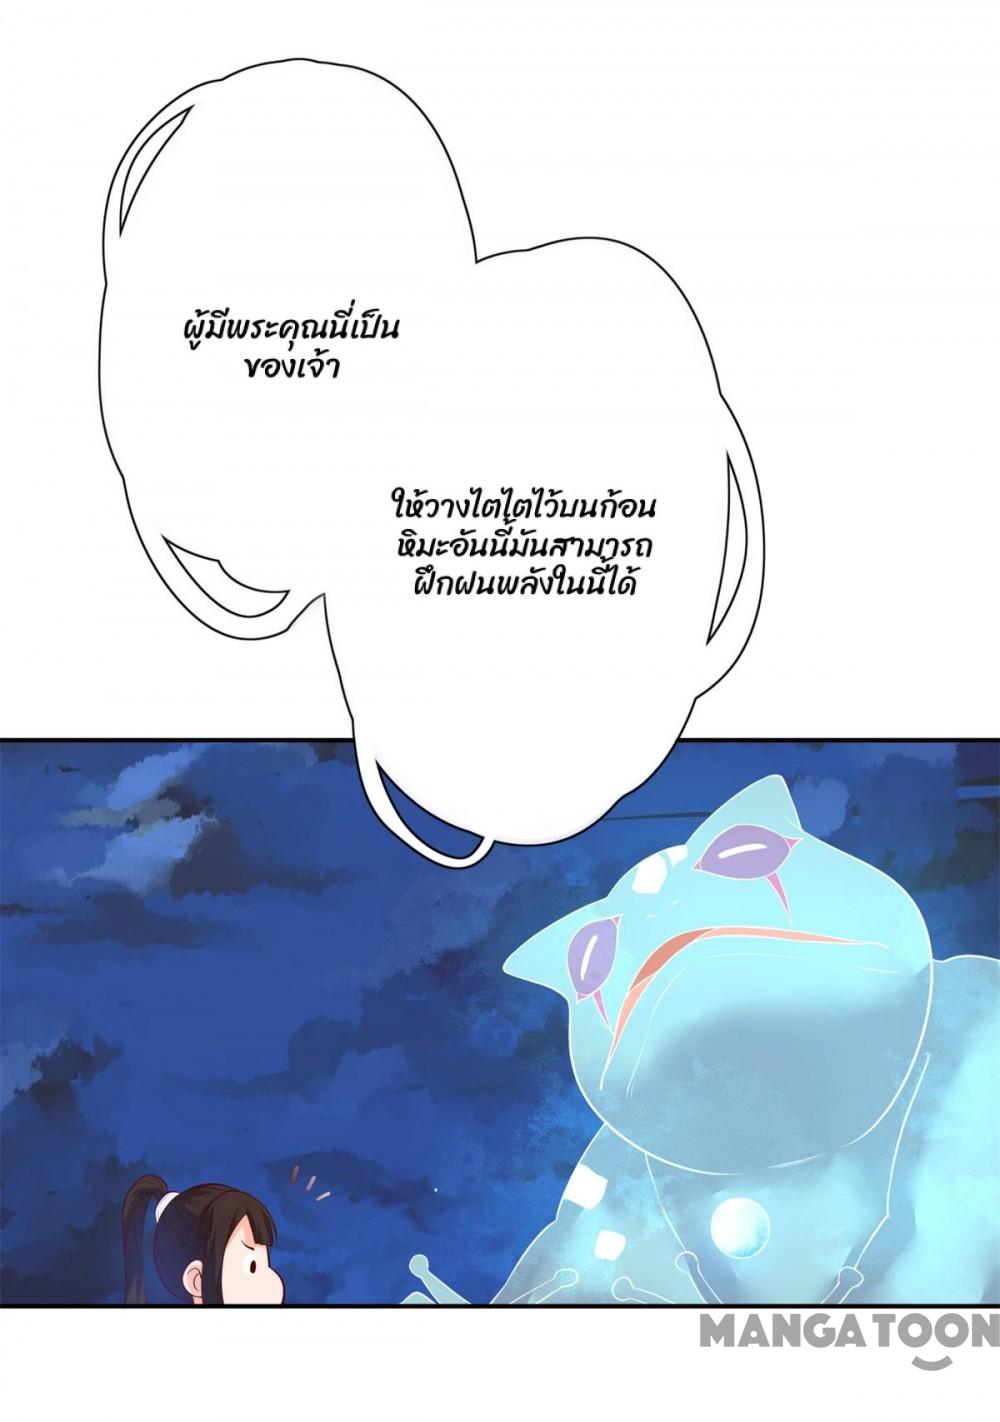 ผู้มีพระคุณนี่เป็น
ของเจ้า
ให้วางไตไตไว้บนก้อน
หิมะอันนี้มันสามารถ
ฝึกฝนพลังในนี้ได้
MANGATOON